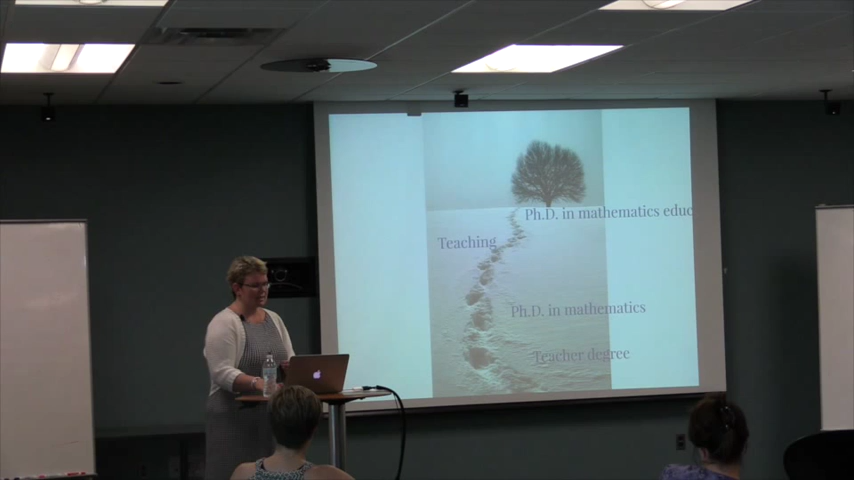 Ph.D. in mathematics educ
Teaching
Ph.D. in mathematics
Teacher degree